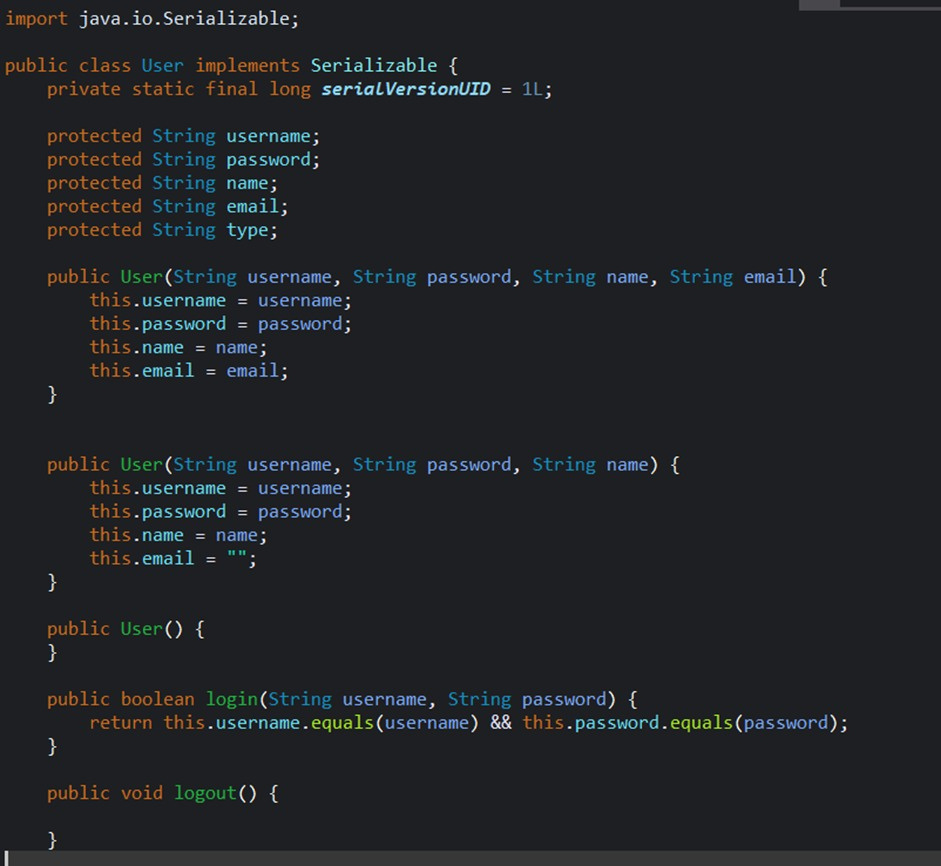 import java.io.Serializable;
public class User implements Serializable {
private static final long serialVersionUID = 1L;
protected String username;
protected String password;
protected String name;
protected String email;
protected String type;
public User(String username, String password, String name, String email) {
this.username = username;
this.password = password;
this.name = name;
this.email = email;
}
public User(String username, String password, String name) {
this.username = username;
this.password = password;
this.name = name;
this.email = "";
}
public User() {
}
public boolean login(String username, String password) {
return this.username.equals(username) && this.password.equals(password);
}
public void logout() {
}